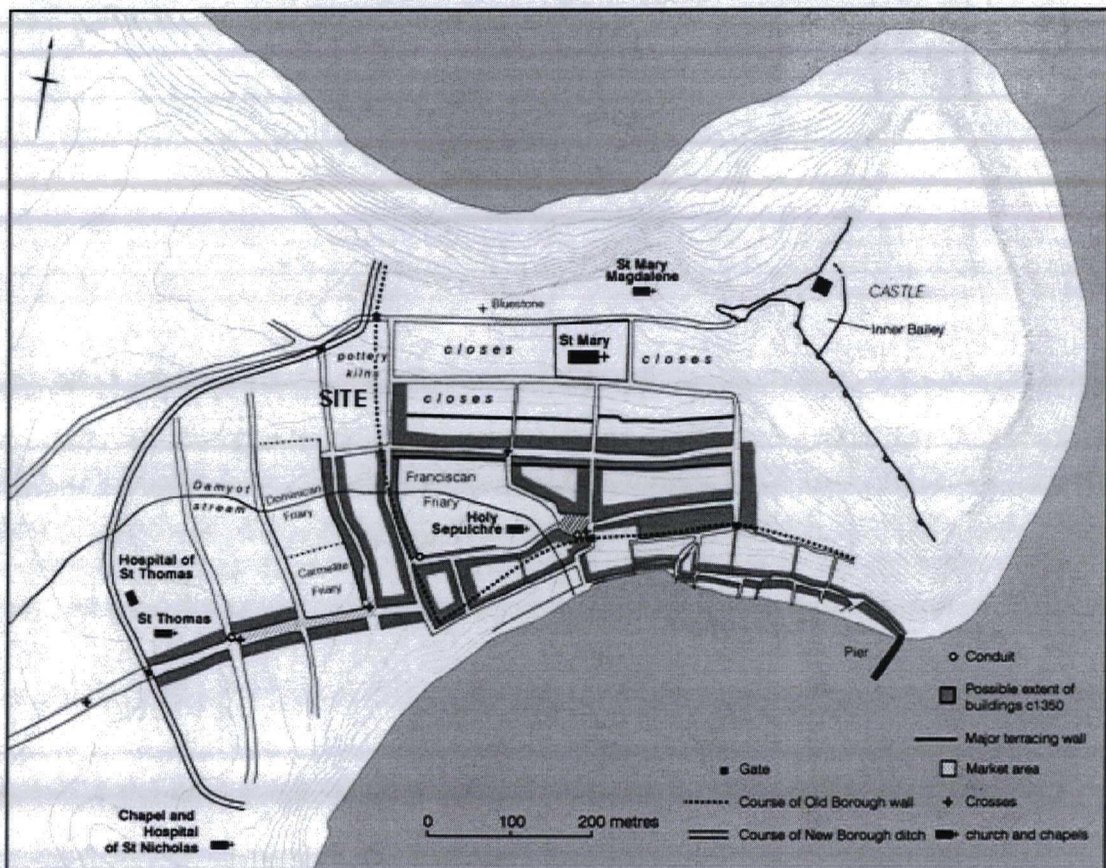 St Mary
Magdalene
CASTLE
Bluestone
Inner Bailey
St Mary
closes
closes
pottery
kilns
SITE
closes
Franciscan
Friary
Damyot
stream
Dominican
Friary
Holy
Sepulchre
Hospital of
St Thomas
Carmelite
Friary
St Thomas
Pier
Conduit
Possible extent of
buildings c1350
Major terracing wall
Gate
Market area
Course of Old Borough wall
Crosses
Chapel and
Hospital
of St Nicholas
0 100 200 metres
Course of New Borough ditch
church and chapels